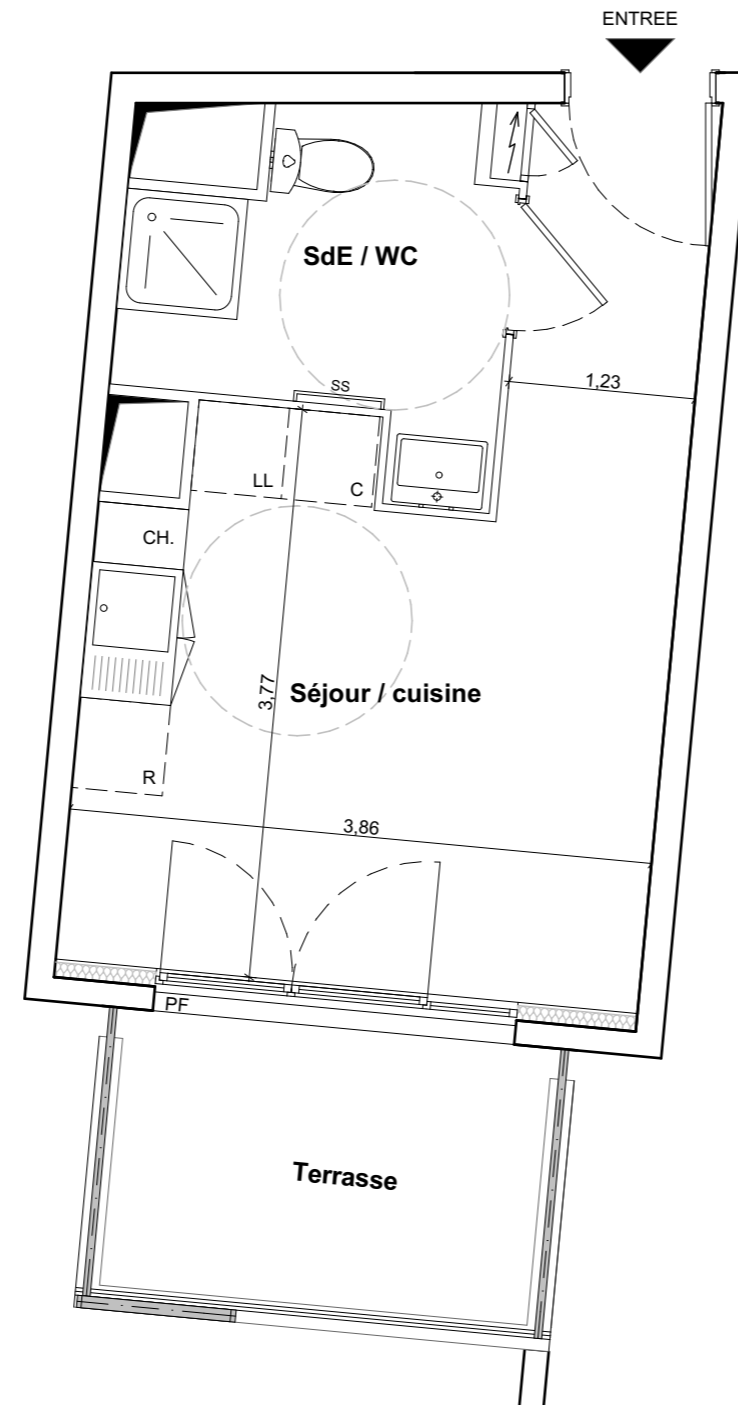 ENTREE
SdE / WC
1,23
SS
LL
C
CH.
3,77
Séjour / cuisine
R
3,86
PF
Terrasse